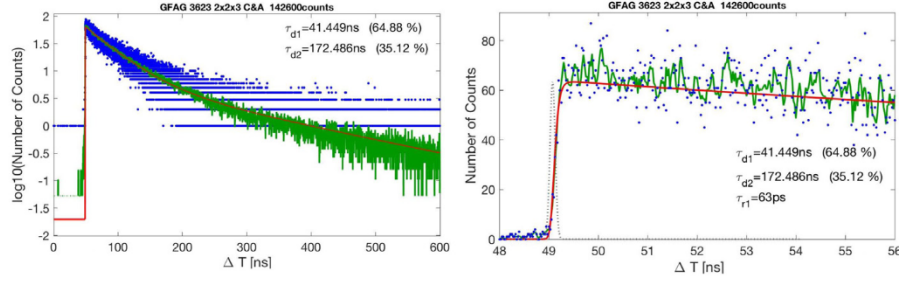 GFAG 3623 2x2x3 C&A 142600counts
τd1=41.449ns (64.88 %)
τd2=172.486ns (35.12 %)
log10(Number of Counts)
2
1.5
1
0.5
0
-0.5
-1
-1.5
-2
0 100 200 300 400 500 600
Δ T [ns]
GFAG 3623 2x2x3 C&A 142600counts
Number of Counts
80
60
40
20
0
τd1=41.449ns (64.88 %)
τd2=172.486ns (35.12 %)
τr1=63ps
48 49 50 51 52 53 54 55 56
Δ T [ns]